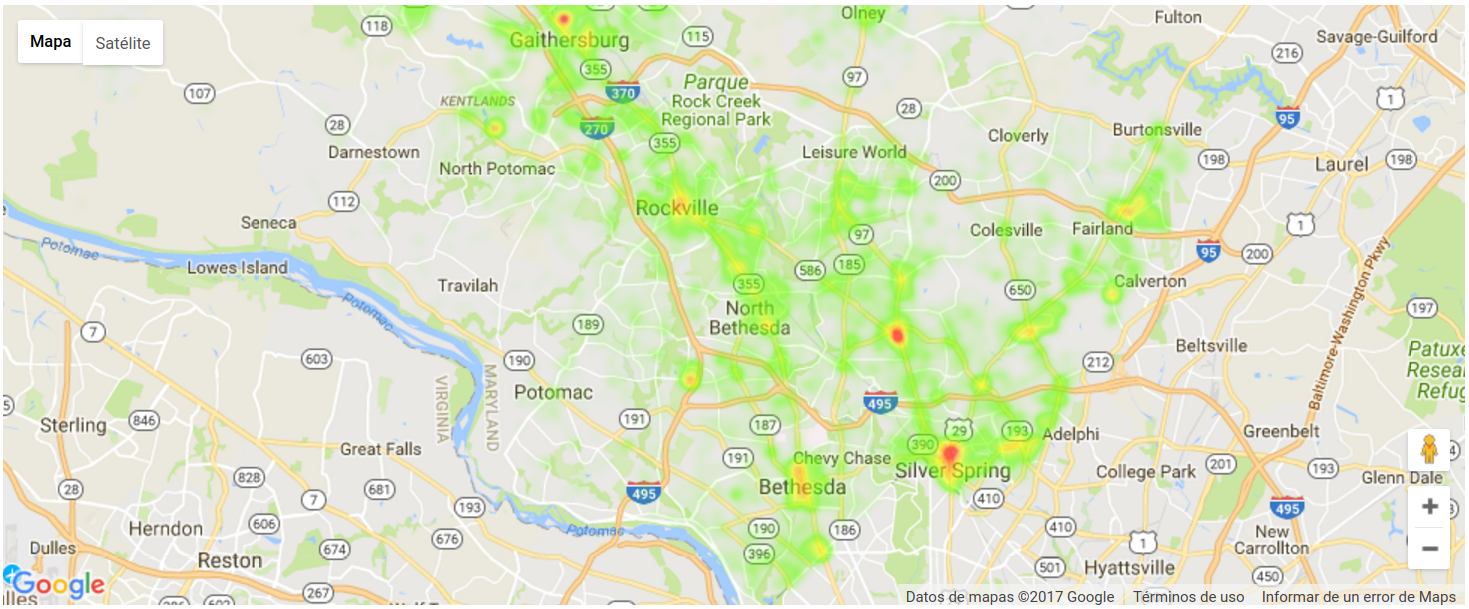 Mapa
Satélite
118
Gaithersburg
115
Olney
Fulton
Savage-Guilford
216
355
370
97
107
KENTLANDS
Parque
Rock Creek
Regional Park
28
1
95
28
270
355
Cloverly
Burtonsville
Darnestown
North Potomac
Leisure World
198
Laurel
198
200
112
Rockville
Seneca
97
Colesville
Fairland
1
Potomac
Lowes Island
586
185
95
200
Travilah
355
650
Calverton
Potomac
North
Bethesda
189
197
7
603
190
Beltsville
212
Baltimore-Washington Pkwy
VIRGINIA
MARYLAND
Potomac
495
846
191
187
390
29
193
Adelphi
Sterling
Greenbelt
Great Falls
191
Chevy Chase
Silver Spring
College Park
201
193
Glenn Dale
828
681
28
7
193
495
Bethesda
410
495
Herndon
606
190
186
410
1
New
Carrollton
Dulles
674
676
Potomac
396
Reston
501
Hyattsville
450
267
Google
Datos de mapas ©2017 Google
Términos de uso
Informar de un error de Maps